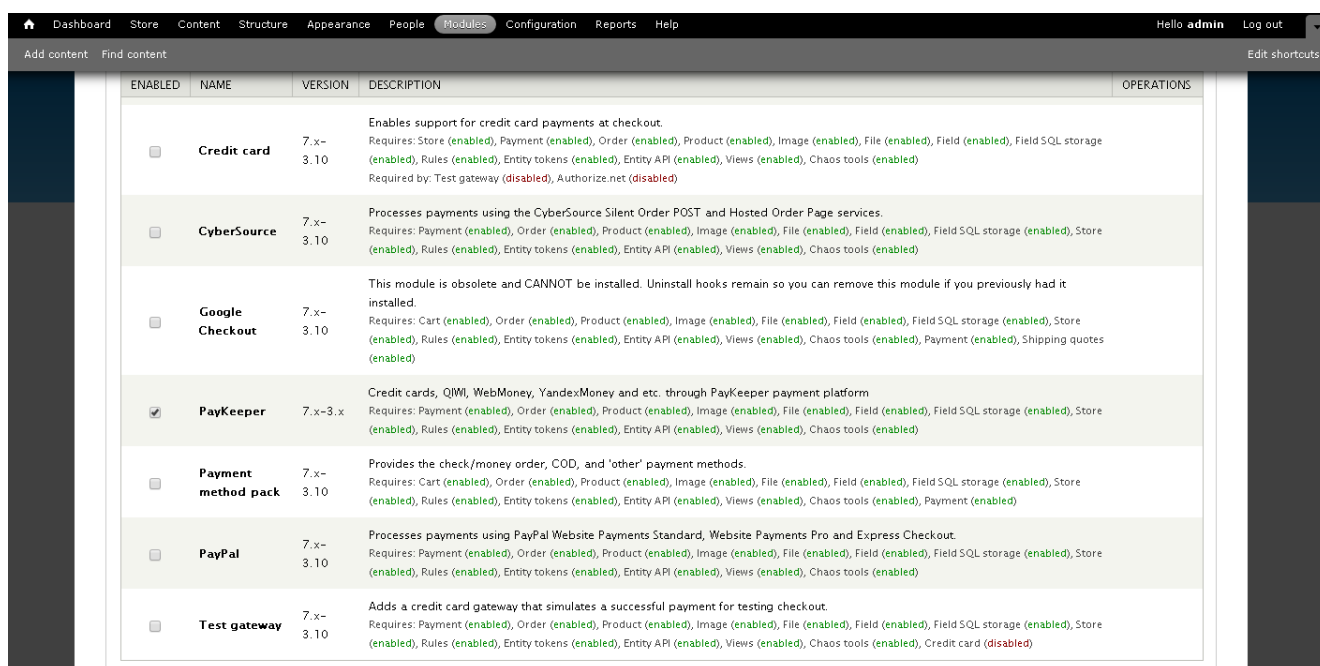 Dashboard Store Content Structure Appearance People Modules Configuration Reports Help Hello admin Log out
Add content Find content Edit shortcuts
ENABLED NAME VERSION DESCRIPTION OPERATIONS
Enables support for credit card payments at checkout.
Credit card 7.x-3.10 Requires: Store (enabled), Payment (enabled), Order (enabled), Product (enabled), Image (enabled), File (enabled), Field (enabled), Field SQL storage
(enabled), Rules (enabled), Entity tokens (enabled), Entity API (enabled), Views (enabled), Chaos tools (enabled)
Required by: Test gateway (disabled), Authorize.net (disabled)
Processes payments using the CyberSource Silent Order POST and Hosted Order Page services.
CyberSource 7.x-3.10 Requires: Payment (enabled), Order (enabled), Product (enabled), Image (enabled), File (enabled), Field (enabled), Field SQL storage (enabled), Store
(enabled), Rules (enabled), Entity tokens (enabled), Entity API (enabled), Views (enabled), Chaos tools (enabled)
This module is obsolete and CANNOT be installed. Uninstall hooks remain so you can remove this module if you previously had it
installed.
Google Checkout 7.x-3.10 Requires: Cart (enabled), Order (enabled), Product (enabled), Image (enabled), File (enabled), Field (enabled), Field SQL storage (enabled), Store
(enabled), Rules (enabled), Entity tokens (enabled), Entity API (enabled), Views (enabled), Chaos tools (enabled), Payment (enabled), Shipping quotes
(enabled)
Credit cards, QIWI, WebMoney, YandexMoney and etc. through PayKeeper payment platform
PayKeeper 7.x-3.x Requires: Payment (enabled), Order (enabled), Product (enabled), Image (enabled), File (enabled), Field (enabled), Field SQL storage (enabled), Store
(enabled), Rules (enabled), Entity tokens (enabled), Entity API (enabled), Views (enabled), Chaos tools (enabled)
Provides the check/money order, COD, and 'other' payment methods.
Payment method pack 7.x-3.10 Requires: Cart (enabled), Order (enabled), Product (enabled), Image (enabled), File (enabled), Field (enabled), Field SQL storage (enabled), Store
(enabled), Rules (enabled), Entity tokens (enabled), Entity API (enabled), Views (enabled), Chaos tools (enabled), Payment (enabled)
Processes payments using PayPal Website Payments Standard, Website Payments Pro and Express Checkout.
PayPal 7.x-3.10 Requires: Payment (enabled), Order (enabled), Product (enabled), Image (enabled), File (enabled), Field (enabled), Field SQL storage (enabled), Store
(enabled), Rules (enabled), Entity tokens (enabled), Entity API (enabled), Views (enabled), Chaos tools (enabled)
Adds a credit card gateway that simulates a successful payment for testing checkout.
Test gateway 7.x-3.10 Requires: Payment (enabled), Order (enabled), Product (enabled), Image (enabled), File (enabled), Field (enabled), Field SQL storage (enabled), Store
(enabled), Rules (enabled), Entity tokens (enabled), Entity API (enabled), Views (enabled), Chaos tools (enabled), Credit card (disabled)